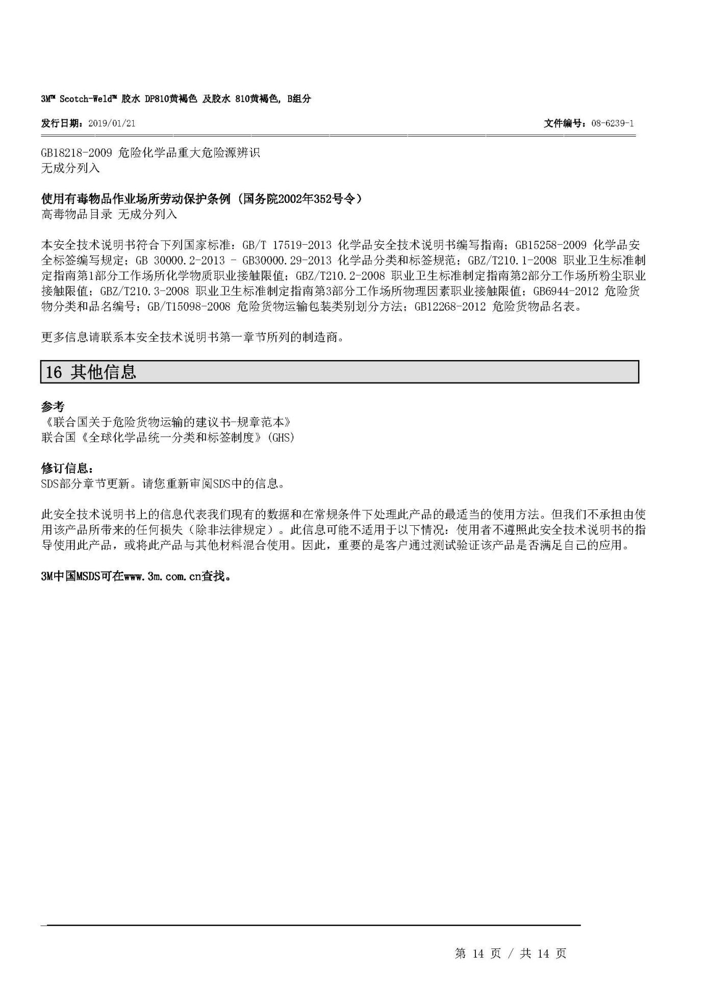 3M™ Scotch-Weld™ 胶水 DP810黄褐色 及胶水 810黄褐色, B组分
发行日期：2019/01/21 文件编号：08-6239-1
GB18218-2009 危险化学品重大危险源辨识
无成分列入
使用有毒物品作业场所劳动保护条例 (国务院2002年352号令）
高毒物品目录 无成分列入
本安全技术说明书符合下列国家标准：GB/T 17519-2013 化学品安全技术说明书编写指南；GB15258-2009 化学品安
全标签编写规定；GB 30000.2-2013 - GB30000.29-2013 化学品分类和标签规范；GBZ/T210.1-2008 职业卫生标准制
定指南第1部分工作场所化学物质职业接触限值；GBZ/T210.2-2008 职业卫生标准制定指南第2部分工作场所粉尘职业
接触限值；GBZ/T210.3-2008 职业卫生标准制定指南第3部分工作场所物理因素职业接触限值；GB6944-2012 危险货
物分类和品名编号；GB/T15098-2008 危险货物运输包装类别划分方法；GB12268-2012 危险货物品名表。
更多信息请联系本安全技术说明书第一章节所列的制造商。
16 其他信息
参考
《联合国关于危险货物运输的建议书-规章范本》
联合国《全球化学品统一分类和标签制度》(GHS)
修订信息：
SDS部分章节更新。请您重新审阅SDS中的信息。
此安全技术说明书上的信息代表我们现有的数据和在常规条件下处理此产品的最适当的使用方法。但我们不承担由使
用该产品所带来的任何损失（除非法律规定）。此信息可能不适用于以下情况：使用者不遵照此安全技术说明书的指
导使用此产品，或将此产品与其他材料混合使用。因此，重要的是客户通过测试验证该产品是否满足自己的应用。
3M中国MSDS可在www.3m.com.cn查找。
第 14 页 / 共 14 页